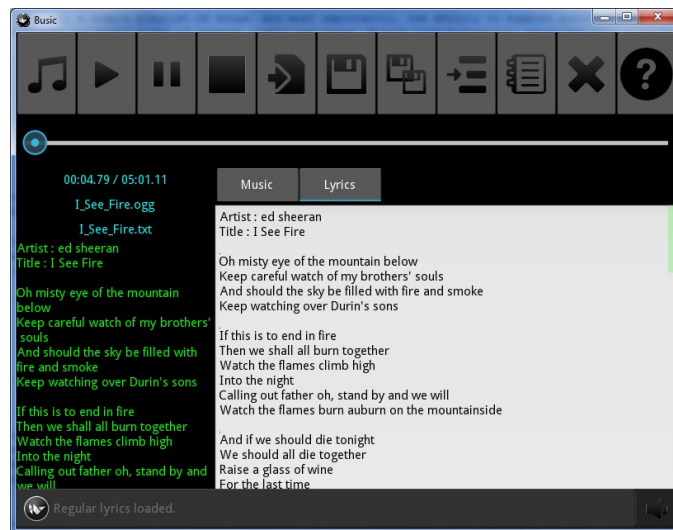 Busic
00:04.79 / 05:01.11
I_See_Fire.ogg
I_See_Fire.txt
Artist : ed sheeran
Title : I See Fire
Oh misty eye of the mountain
below
Keep careful watch of my brothers'
souls
And should the sky be filled with
fire and smoke
Keep watching over Durin's sons
If this is to end in fire
Then we shall all burn together
Watch the flames climb high
Into the night
Calling out father oh, stand by and
we will
Music
Lyrics
Artist : ed sheeran
Title : I See Fire
Oh misty eye of the mountain below
Keep careful watch of my brothers' souls
And should the sky be filled with fire and smoke
Keep watching over Durin's sons
If this is to end in fire
Then we shall all burn together
Watch the flames climb high
Into the night
Calling out father oh, stand by and we will
Watch the flames burn auburn on the mountainside
And if we should die tonight
We should all die together
Raise a glass of wine
For the last time
Regular lyrics loaded.